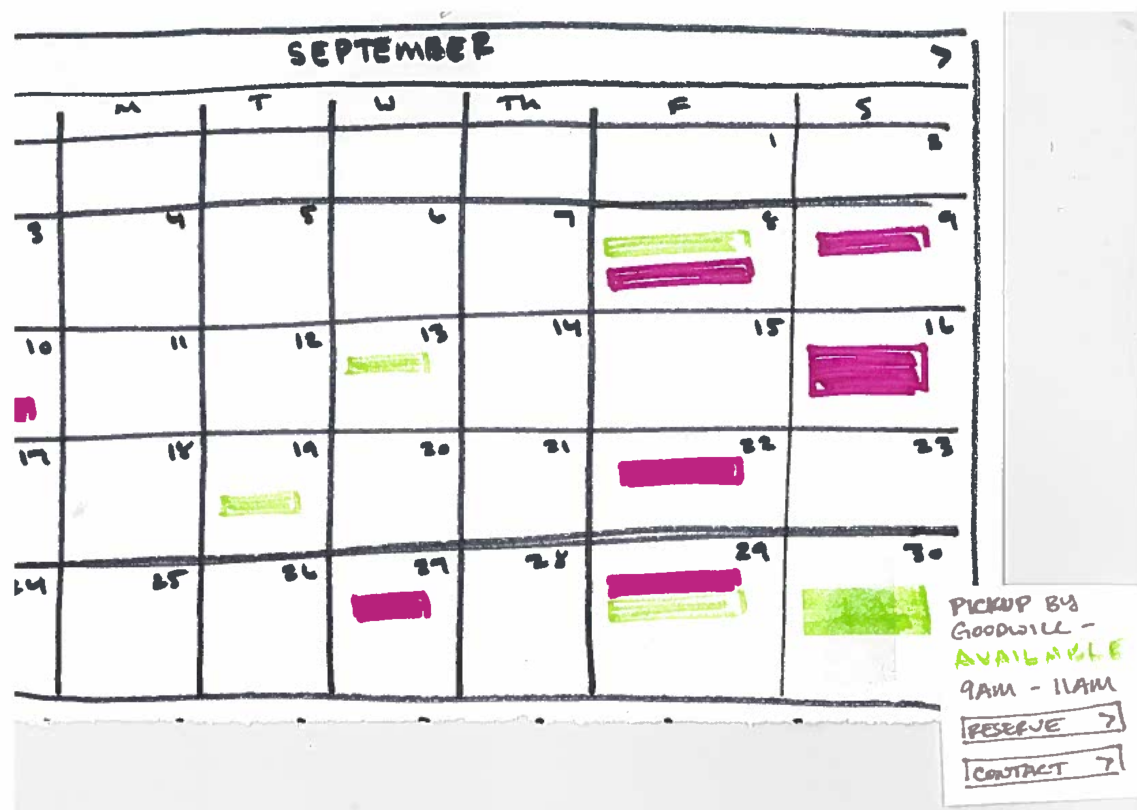 SEPTEMBER >
M T W Th F S
1 2
3 4 5 6 7 8 9
10 11 12 13 14 15 16
17 18 19 20 21 22 23
24 25 26 27 28 29 30
PICKUP BY
GOODWILL -
AVAILABLE
9AM - 11AM
RESERVE >
CONTACT >